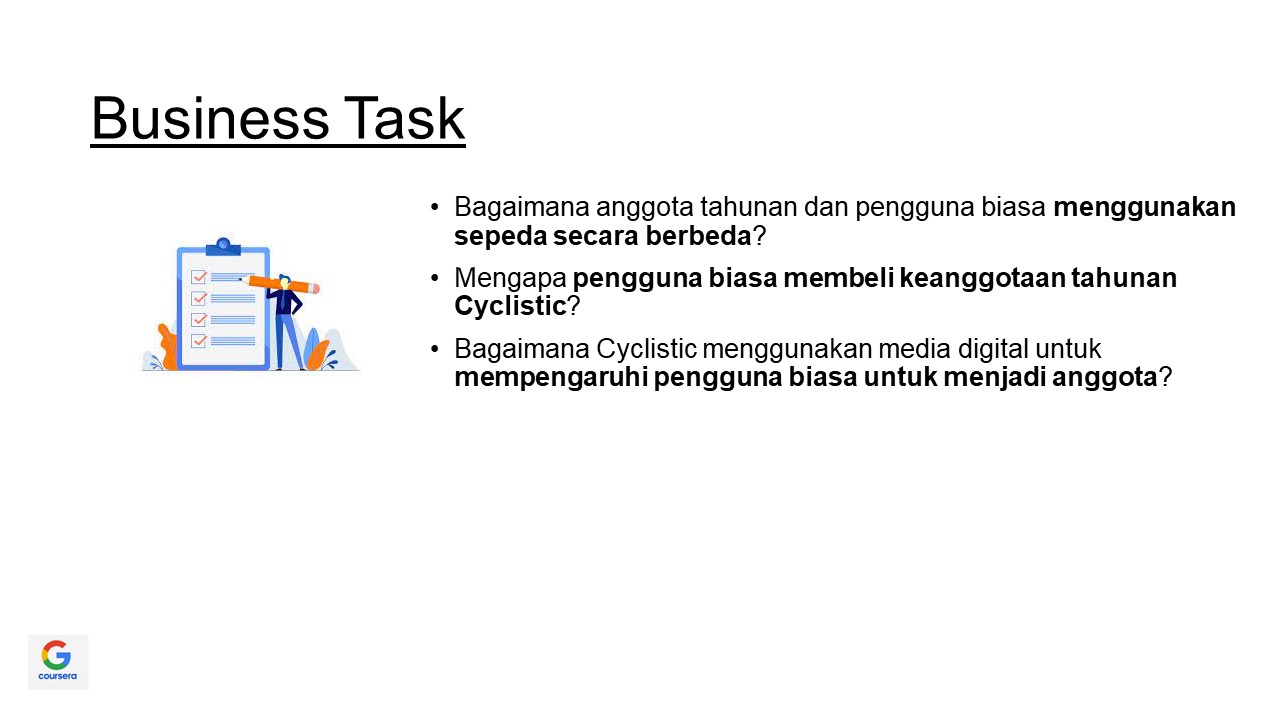 Business Task
• Bagaimana anggota tahunan dan pengguna biasa menggunakan
sepeda secara berbeda?
• Mengapa pengguna biasa membeli keanggotaan tahunan
Cyclistic?
• Bagaimana Cyclistic menggunakan media digital untuk
mempengaruhi pengguna biasa untuk menjadi anggota?
G
coursera